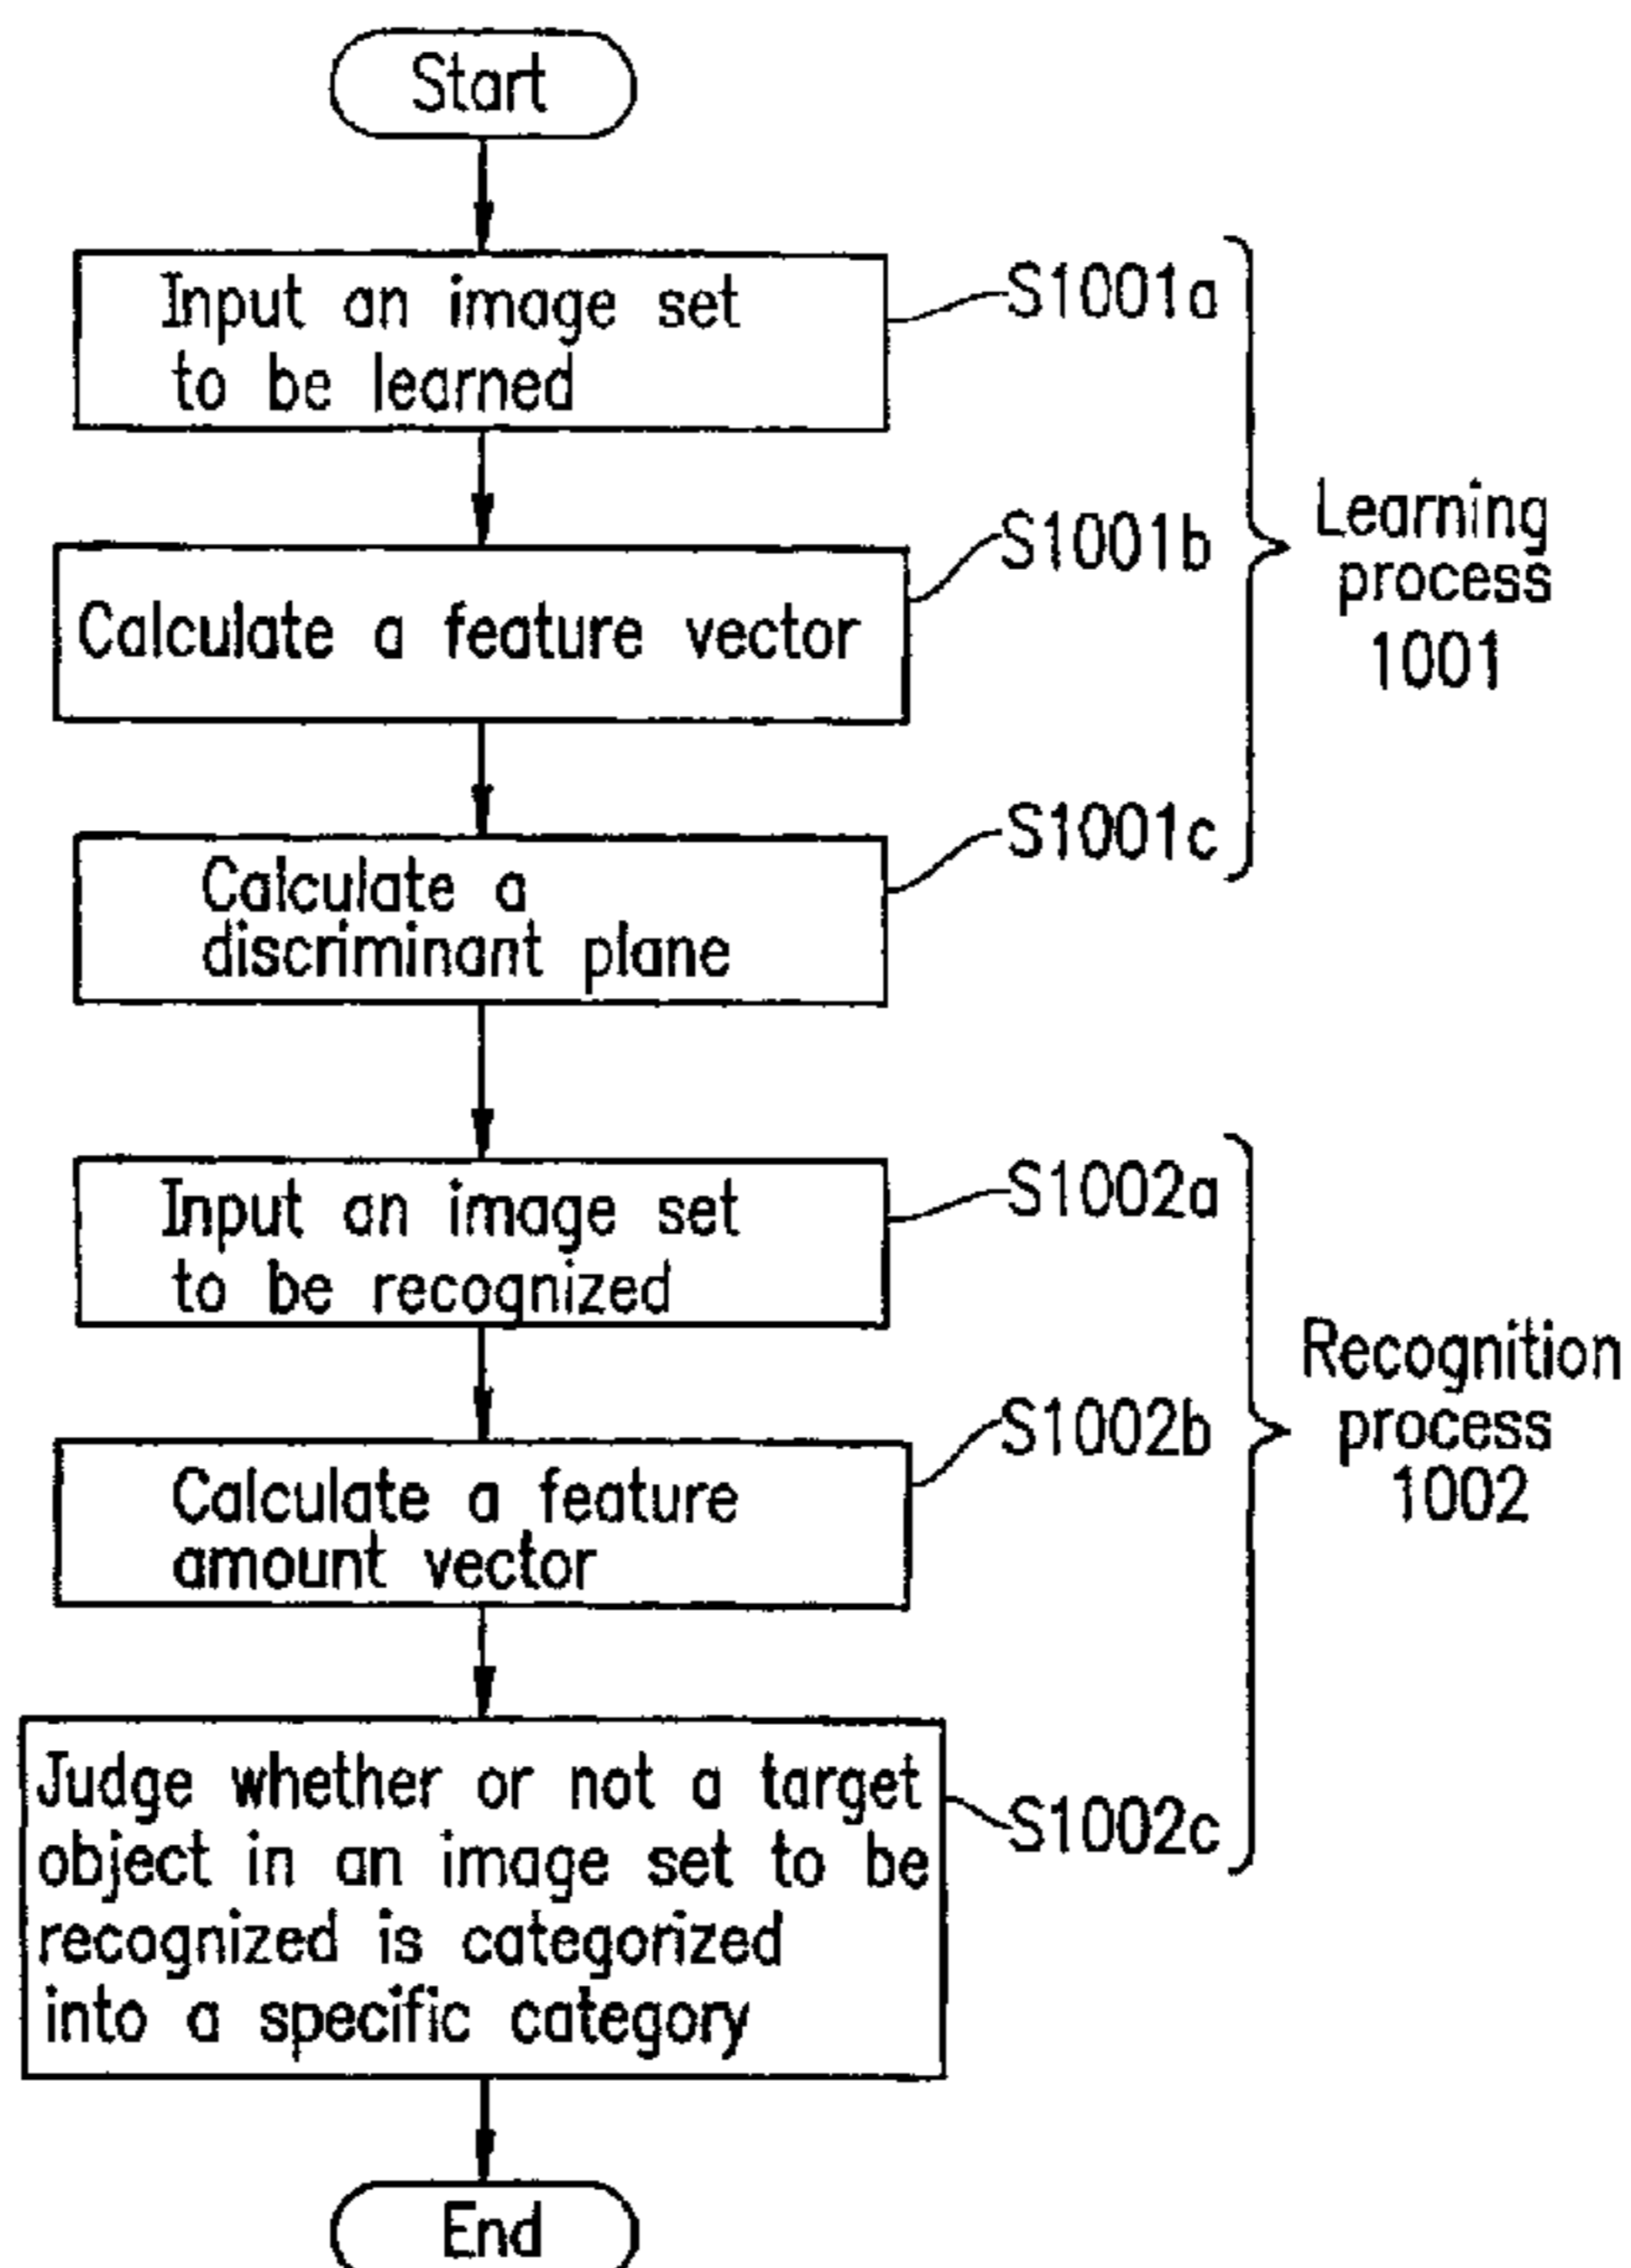 Start
Input an image set
to be learned
S1001a
Calculate a feature vector
S1001b
Learning
process
1001
Calculate a
discriminant plane
S1001c
Input an image set
to be recognized
S1002a
Calculate a feature
amount vector
S1002b
Recognition
process
1002
Judge whether or not a target
object in an image set to be
recognized is categorized
into a specific category
S1002c
End